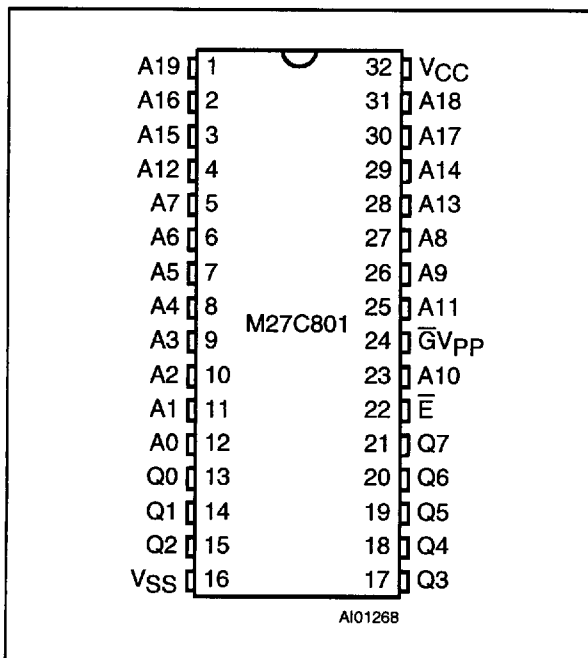 A19 1 32 VCC
A16 2 31 A18
A15 3 30 A17
A12 4 29 A14
A7 5 28 A13
A6 6 27 A8
A5 7 26 A9
A4 8 25 A11
M27C801
A3 9 24 G̅VPP
A2 10 23 A10
A1 11 22 E̅
A0 12 21 Q7
Q0 13 20 Q6
Q1 14 19 Q5
Q2 15 18 Q4
VSS 16 17 Q3
AI01268